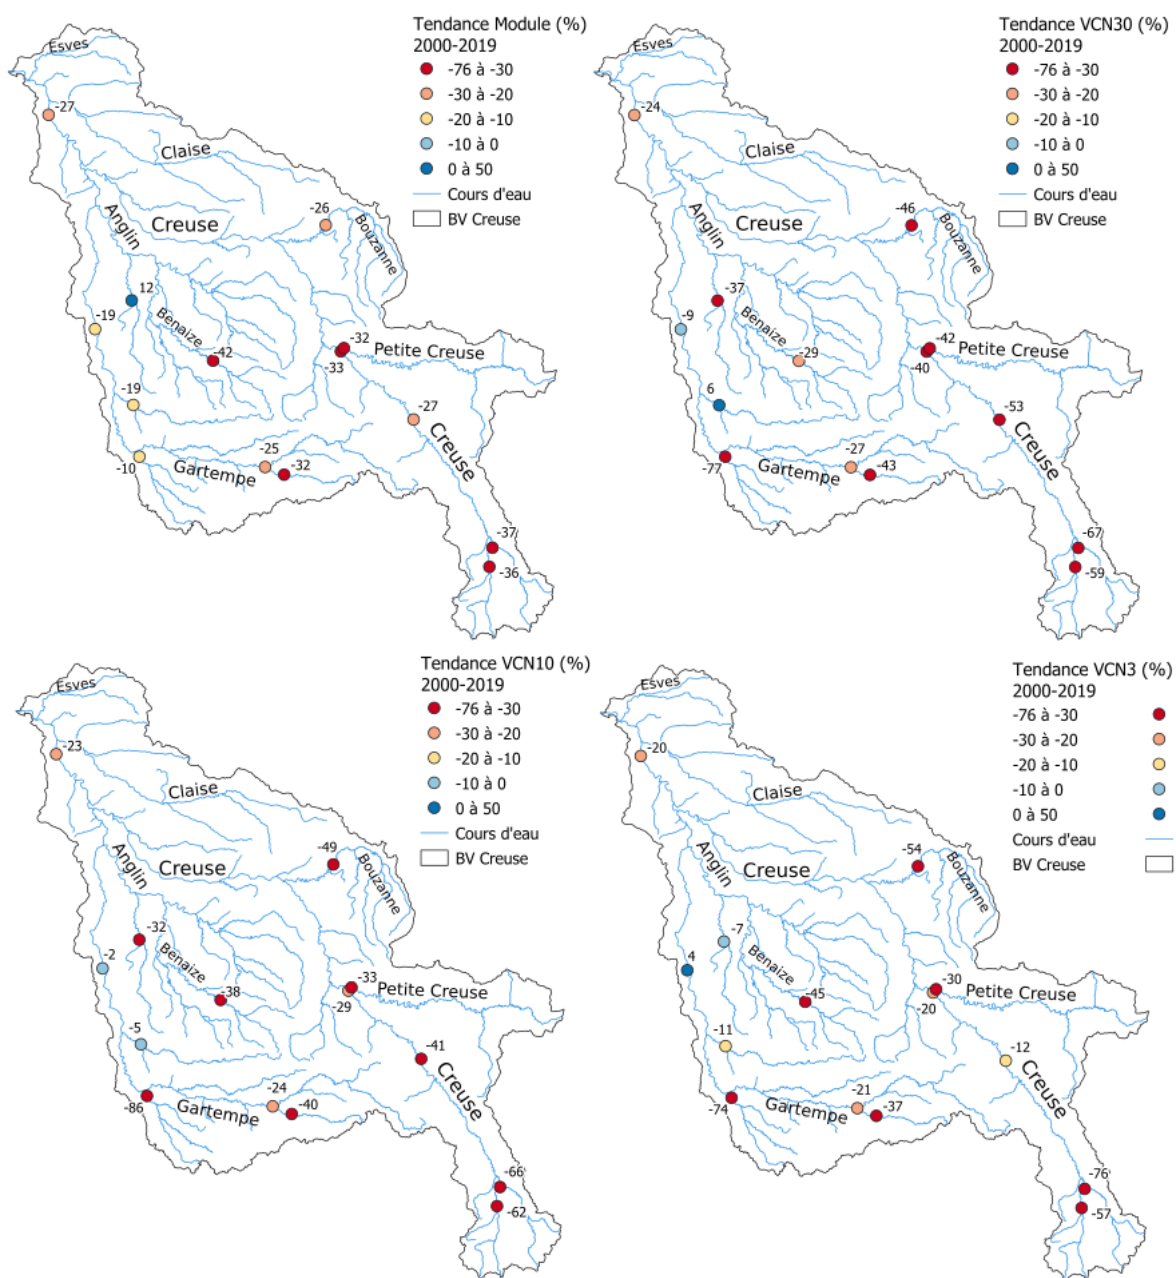 Tendance Module (%)
2000-2019
-76 à -30
-30 à -20
-20 à -10
-10 à 0
0 à 50
Cours d'eau
BV Creuse
Esves
-27
Claise
Anglin
Creuse
-26
Bouzanne
12
-19
Benaize
-42
-32
-33
Petite Creuse
-19
-27
Creuse
-10
Gartempe
-25
-32
-37
-36
Tendance VCN30 (%)
2000-2019
-76 à -30
-30 à -20
-20 à -10
-10 à 0
0 à 50
Cours d'eau
BV Creuse
Esves
-24
Claise
Anglin
Creuse
-46
Bouzanne
-37
-9
Benaize
-29
-42
-40
Petite Creuse
6
-53
Creuse
-77
Gartempe
-27
-43
-67
-59
Tendance VCN10 (%)
2000-2019
-76 à -30
-30 à -20
-20 à -10
-10 à 0
0 à 50
Cours d'eau
BV Creuse
Esves
-23
Claise
Anglin
Creuse
-49
Bouzanne
-32
-2
Benaize
-38
-33
-29
Petite Creuse
-5
-41
Creuse
-86
Gartempe
-24
-40
-66
-62
Tendance VCN3 (%)
2000-2019
-76 à -30
-30 à -20
-20 à -10
-10 à 0
0 à 50
Cours d'eau
BV Creuse
Esves
-20
Claise
Anglin
Creuse
-54
Bouzanne
-7
4
Benaize
-45
-30
-20
Petite Creuse
-11
-12
Creuse
-74
Gartempe
-21
-37
-76
-57